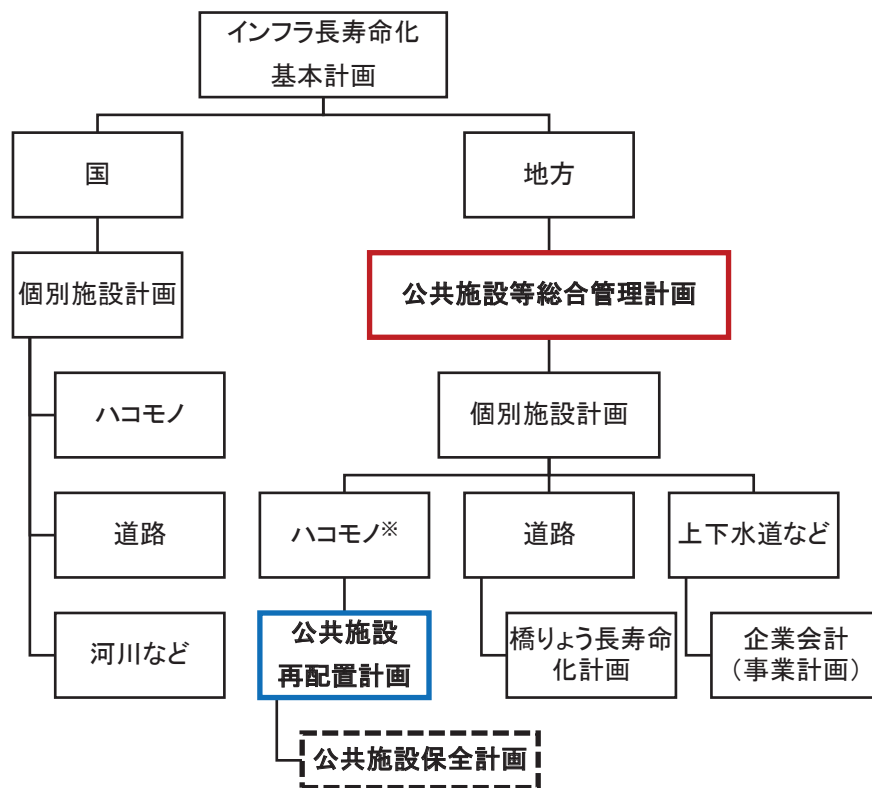 インフラ長寿命化
基本計画
国
地方
個別施設計画
公共施設等総合管理計画
ハコモノ
個別施設計画
道路
ハコモノ※
道路
上下水道など
河川など
公共施設
再配置計画
橋りょう長寿命
化計画
企業会計
（事業計画）
公共施設保全計画